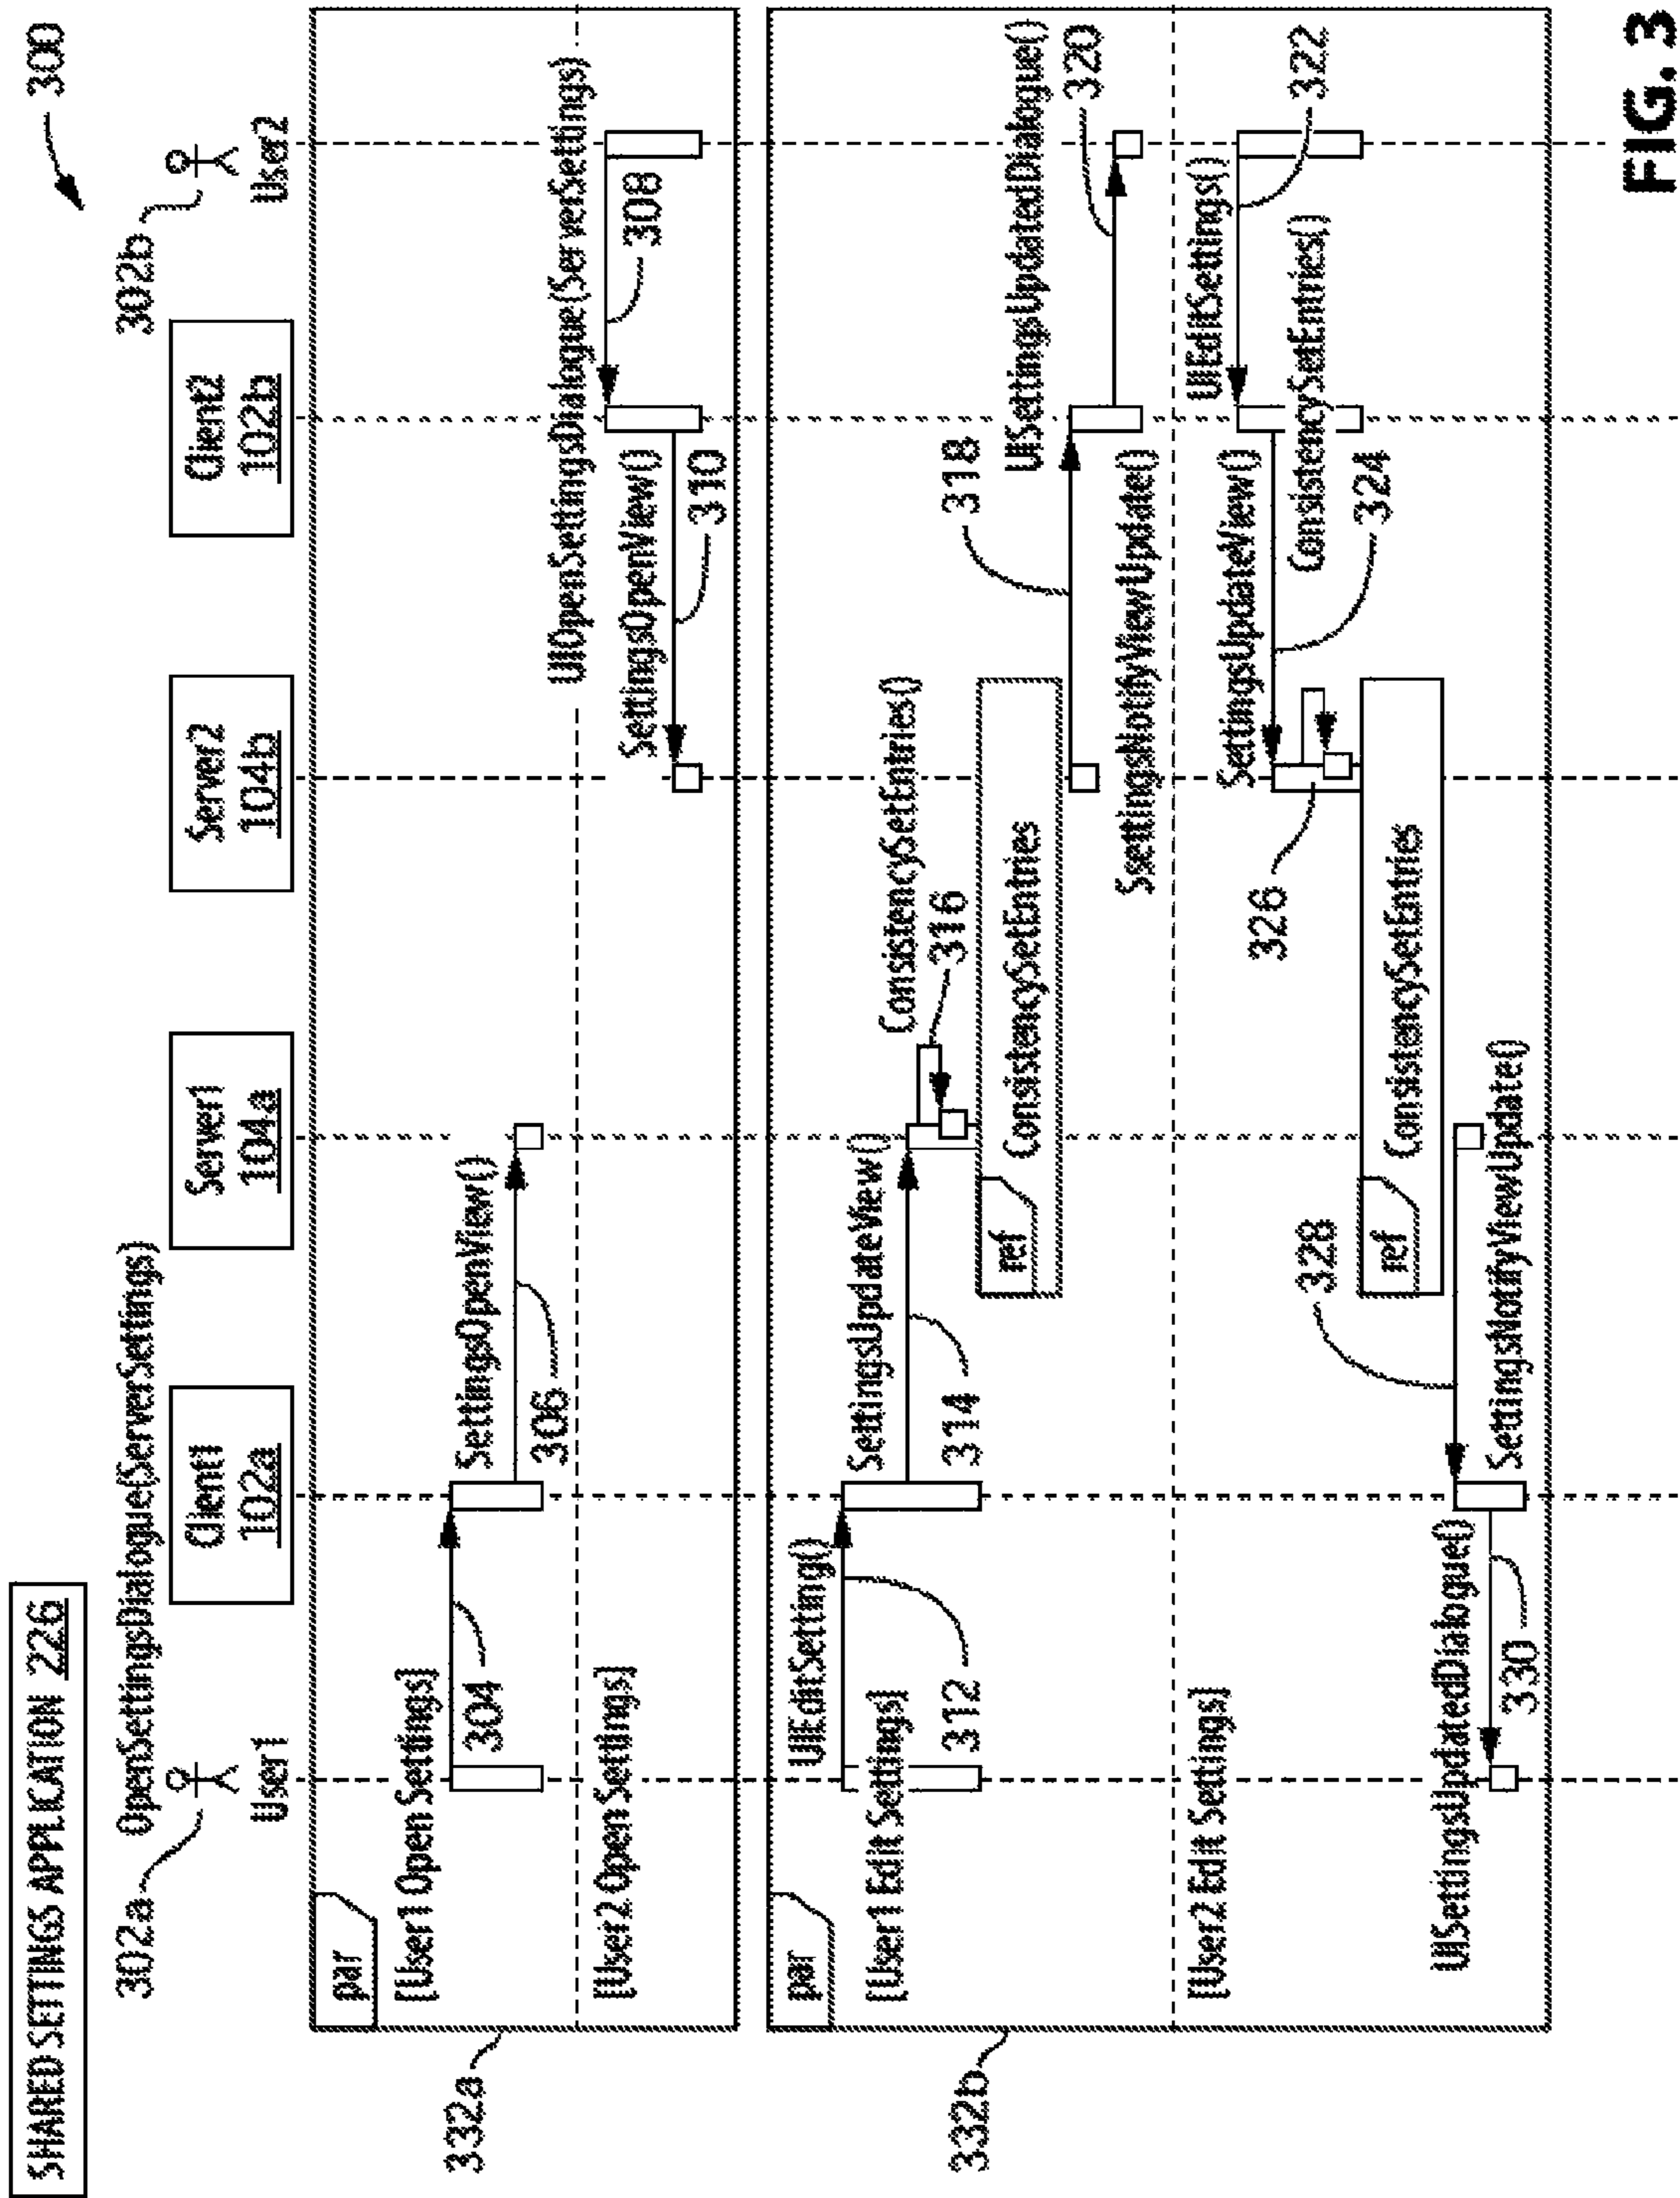 SHARED SETTINGS APPLICATION 226
300
302a
User1
OpenSettingsDialogue(ServerSettings)
Client1
102a
Server1
104a
Server2
104b
Client2
102b
302b
User2
332a
par
[User1 Open Settings]
304
SettingsOpenView()
306
[User2 Open Settings]
UIOpenSettingsDialogue(ServerSettings)
308
SettingsOpenView()
310
332b
par
[User1 Edit Settings]
UIEditSetting()
312
SettingsUpdateView()
314
ConsistencySetEntries()
316
ref
ConsistencySetEntries
318
UISettingsUpdatedDialogue()
320
SsettingsNotifyViewUpdate()
[User2 Edit Settings]
UIEditSettings()
322
SettingsUpdateView()
ConsistencySetEntries()
324
326
ref
ConsistencySetEntries
328
SettingsNotifyViewUpdate()
UISettingsUpdatedDialogue()
330
FIG. 3